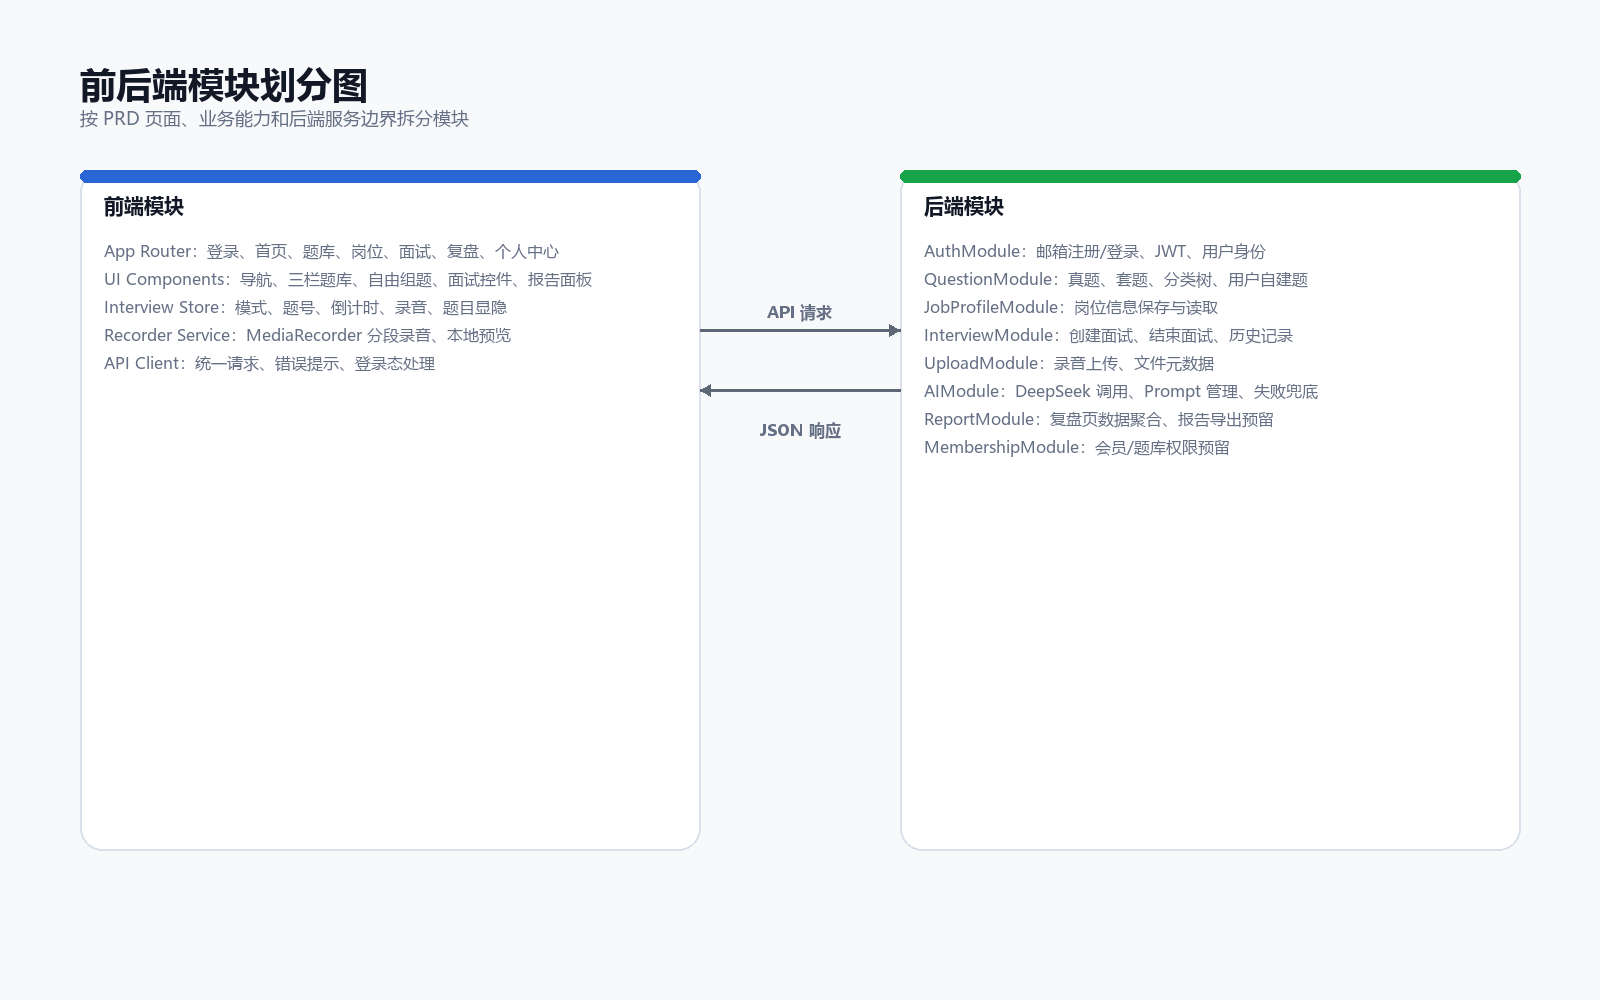 前后端模块划分图
按 PRD 页面、业务能力和后端服务边界拆分模块
前端模块
App Router：登录、首页、题库、岗位、面试、复盘、个人中心
UI Components：导航、三栏题库、自由组题、面试控件、报告面板
Interview Store：模式、题号、倒计时、录音、题目显隐
Recorder Service：MediaRecorder 分段录音、本地预览
API Client：统一请求、错误提示、登录态处理
API 请求
JSON 响应
后端模块
AuthModule：邮箱注册/登录、JWT、用户身份
QuestionModule：真题、套题、分类树、用户自建题
JobProfileModule：岗位信息保存与读取
InterviewModule：创建面试、结束面试、历史记录
UploadModule：录音上传、文件元数据
AIModule：DeepSeek 调用、Prompt 管理、失败兜底
ReportModule：复盘页数据聚合、报告导出预留
MembershipModule：会员/题库权限预留